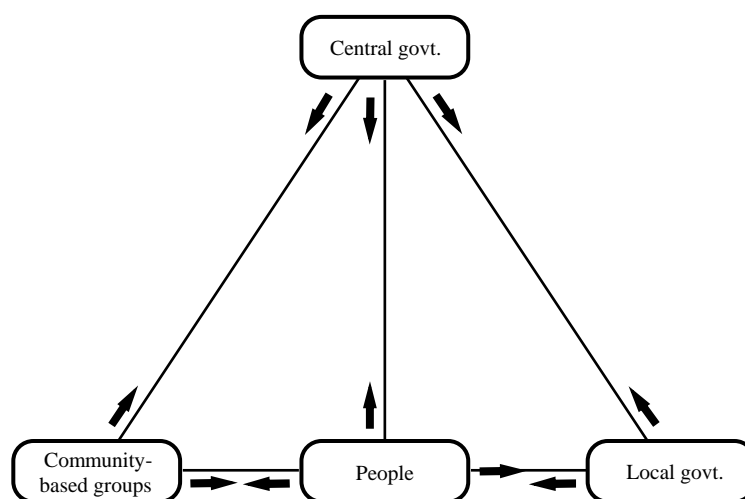 Central govt.
Community-
based groups
People
Local govt.